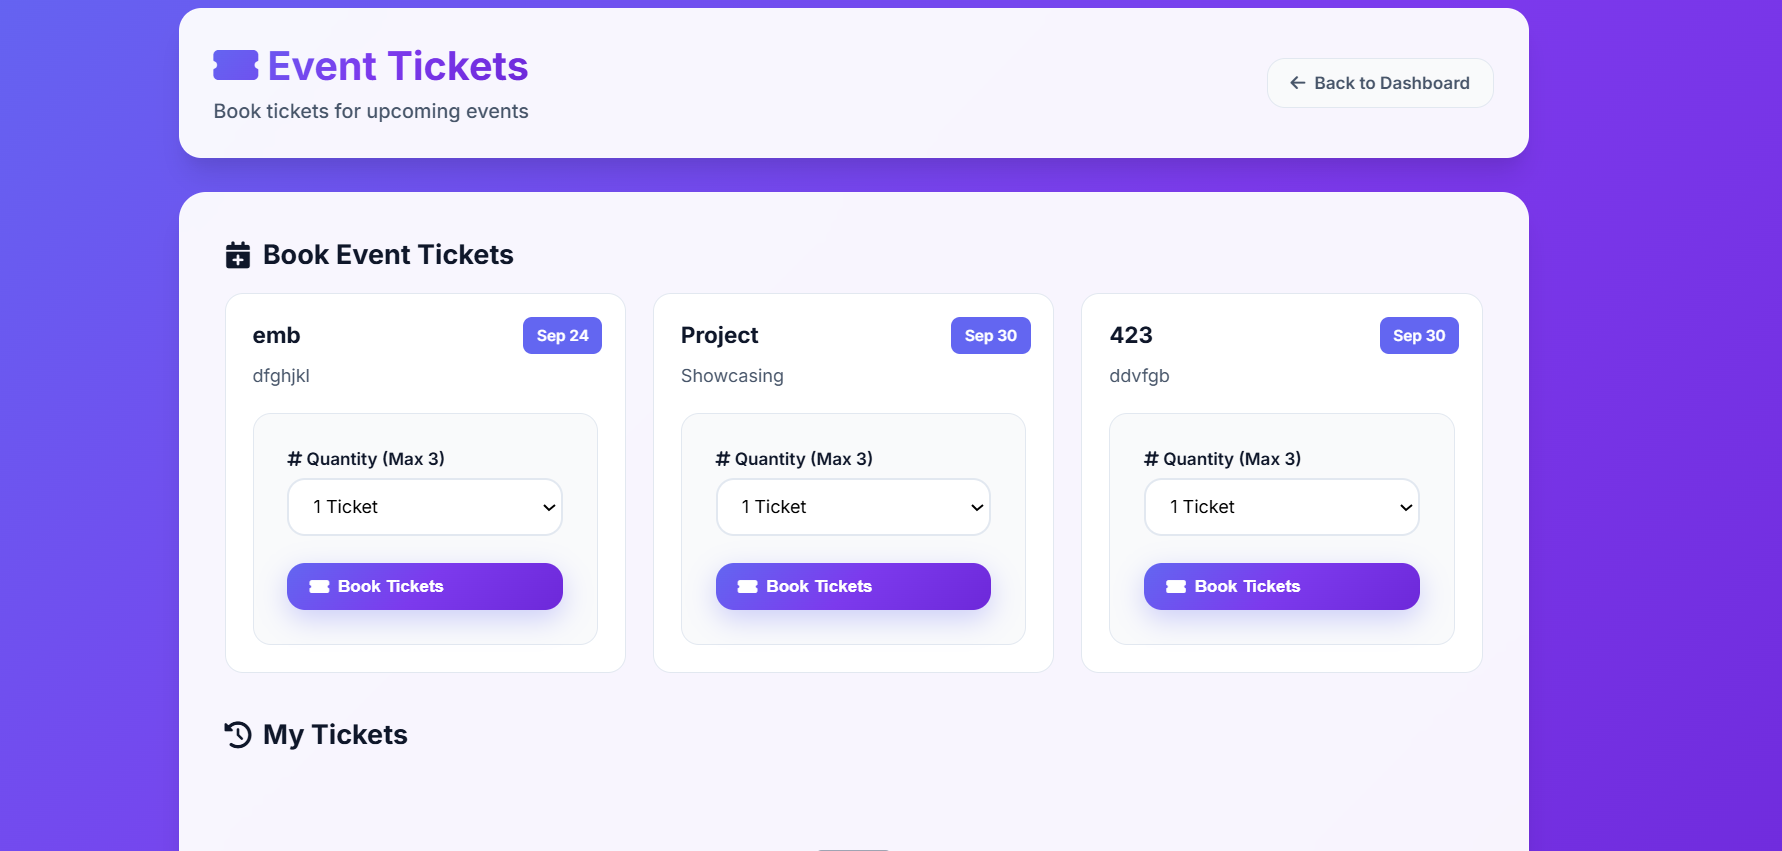 Event Tickets
Book tickets for upcoming events
← Back to Dashboard
Book Event Tickets
emb
Sep 24
dfghjkl
# Quantity (Max 3)
1 Ticket
Book Tickets
Project
Sep 30
Showcasing
# Quantity (Max 3)
1 Ticket
Book Tickets
423
Sep 30
ddvfgb
# Quantity (Max 3)
1 Ticket
Book Tickets
My Tickets